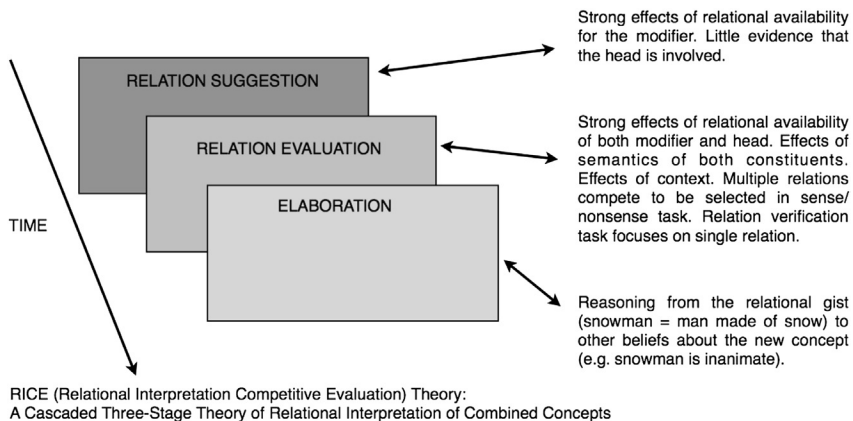 Strong effects of relational availability
for the modifier. Little evidence that
the head is involved.
RELATION SUGGESTION
Strong effects of relational availability
of both modifier and head. Effects of
semantics of both constituents.
Effects of context. Multiple relations
compete to be selected in sense/
nonsense task. Relation verification
task focuses on single relation.
RELATION EVALUATION
ELABORATION
TIME
Reasoning from the relational gist
(snowman = man made of snow) to
other beliefs about the new concept
(e.g. snowman is inanimate).
RICE (Relational Interpretation Competitive Evaluation) Theory:
A Cascaded Three-Stage Theory of Relational Interpretation of Combined Concepts